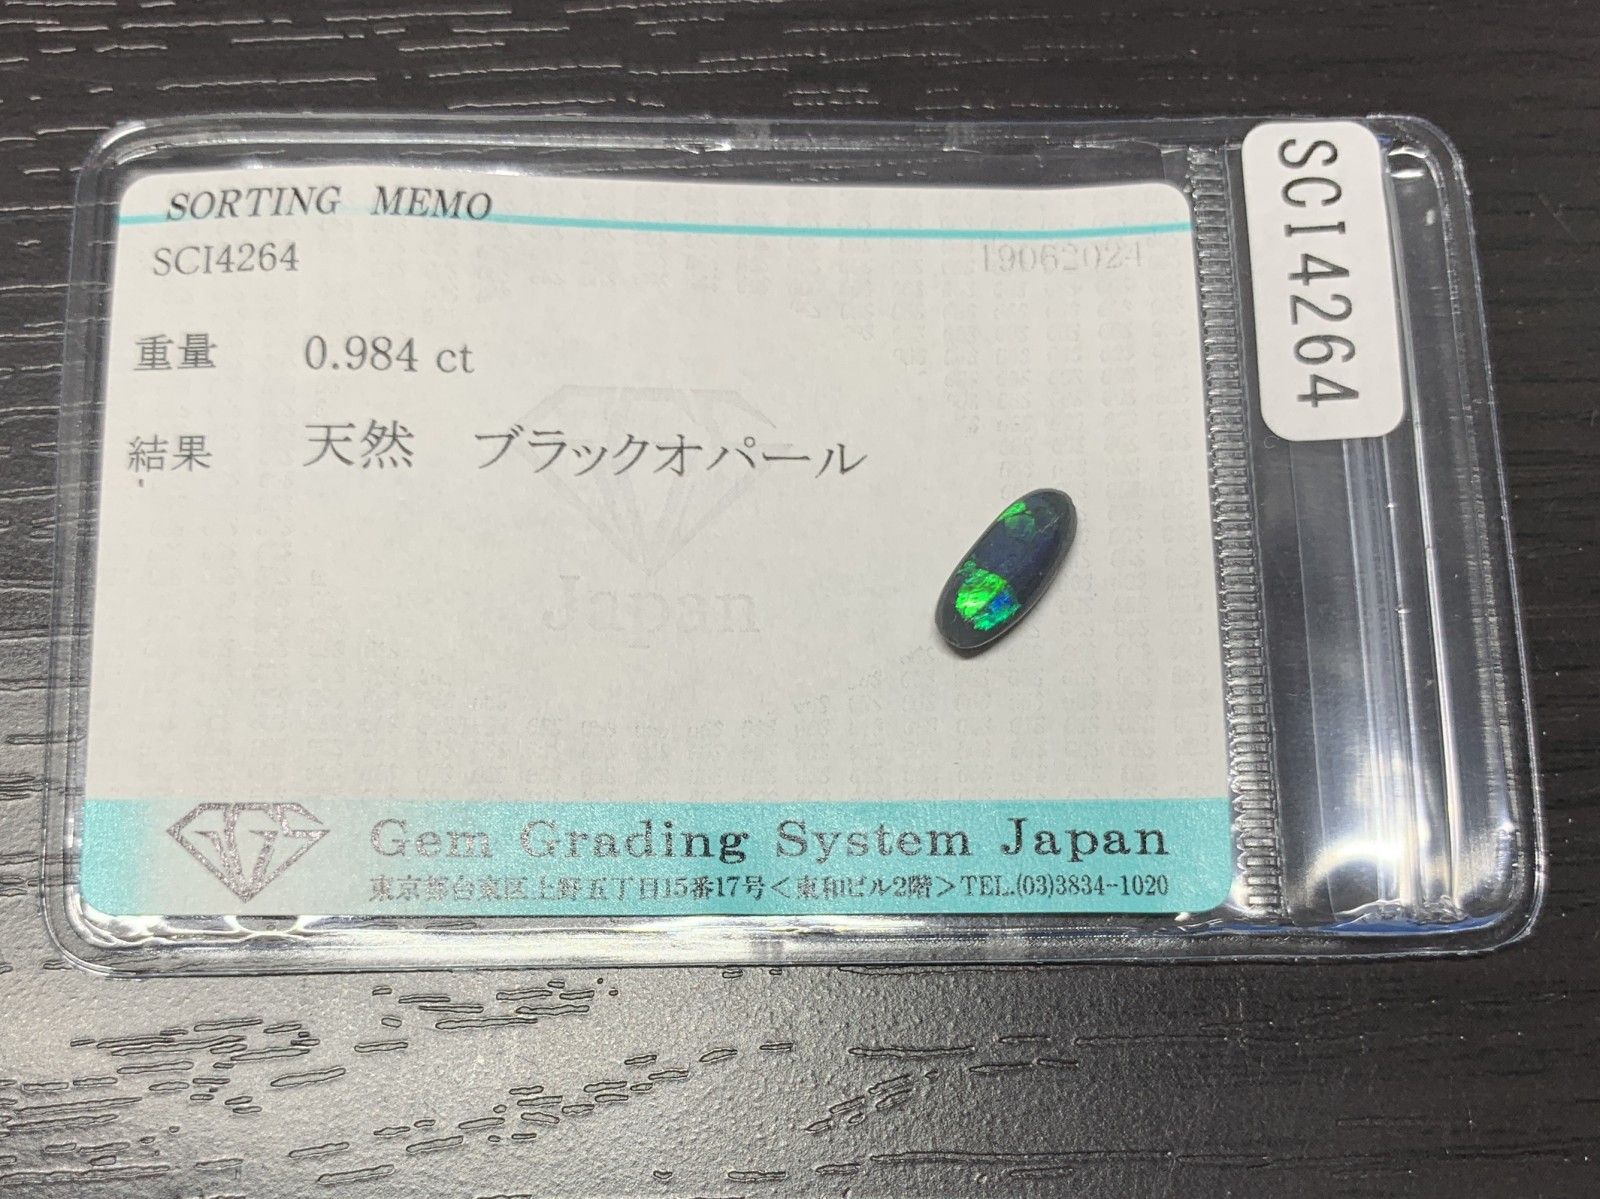 SORTING MEMO
SCI4264 19062024
重量 0.984 ct
結果 天然 ブラックオパール
Japan
Gem Grading System Japan
東京都台東区上野五丁目15番17号<東和ビル2階>TEL.(03)3834-1020
SCI4264